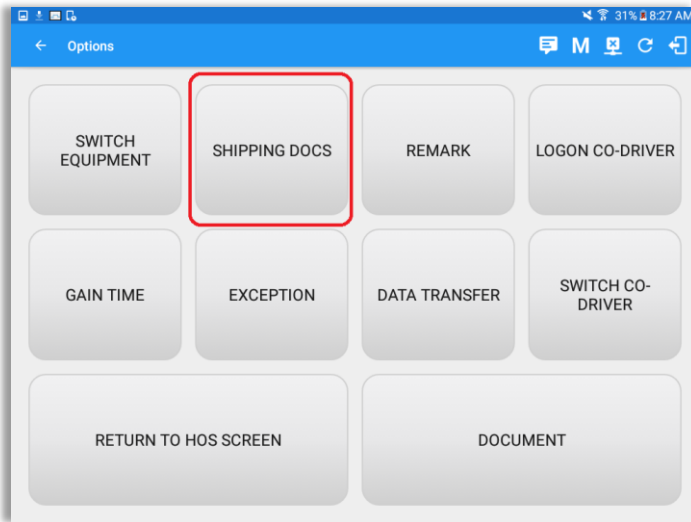 31% 8:27 AM
Options
M
SWITCH
EQUIPMENT
SHIPPING DOCS
REMARK
LOGON CO-DRIVER
GAIN TIME
EXCEPTION
DATA TRANSFER
SWITCH CO-
DRIVER
RETURN TO HOS SCREEN
DOCUMENT